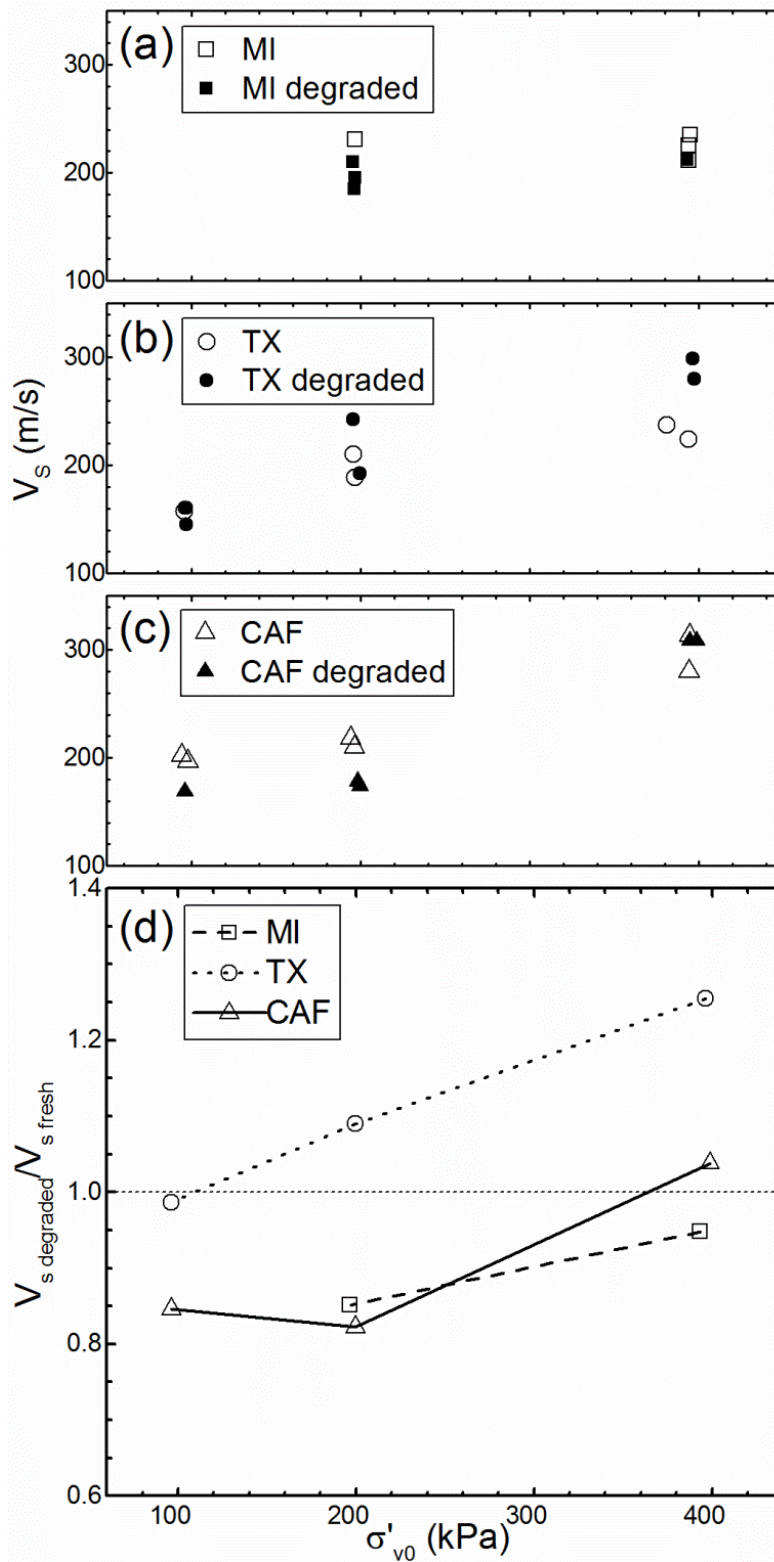 (a)
MI
MI degraded
300
200
100
(b)
TX
TX degraded
300
200
100
V_S (m/s)
(c)
CAF
CAF degraded
300
200
100
1.4
(d)
MI
TX
CAF
1.2
1.0
0.8
0.6
V_s degraded/V_s fresh
100 200 300 400
σ'_v0 (kPa)